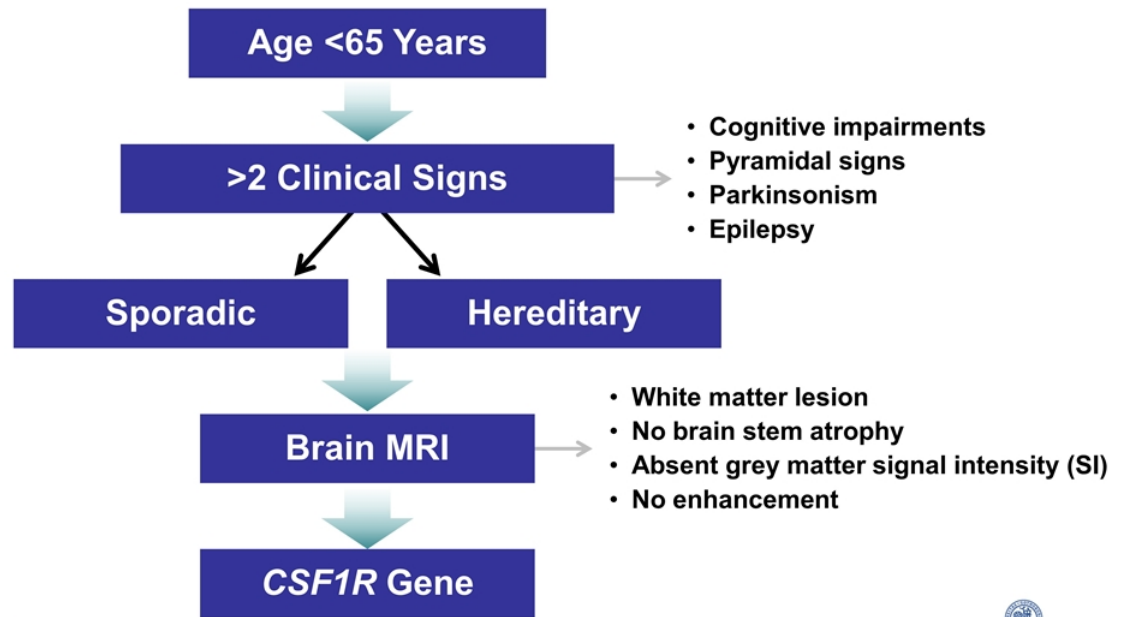 Age <65 Years
>2 Clinical Signs
• Cognitive impairments
• Pyramidal signs
• Parkinsonism
• Epilepsy
Sporadic
Hereditary
Brain MRI
• White matter lesion
• No brain stem atrophy
• Absent grey matter signal intensity (SI)
• No enhancement
CSF1R Gene